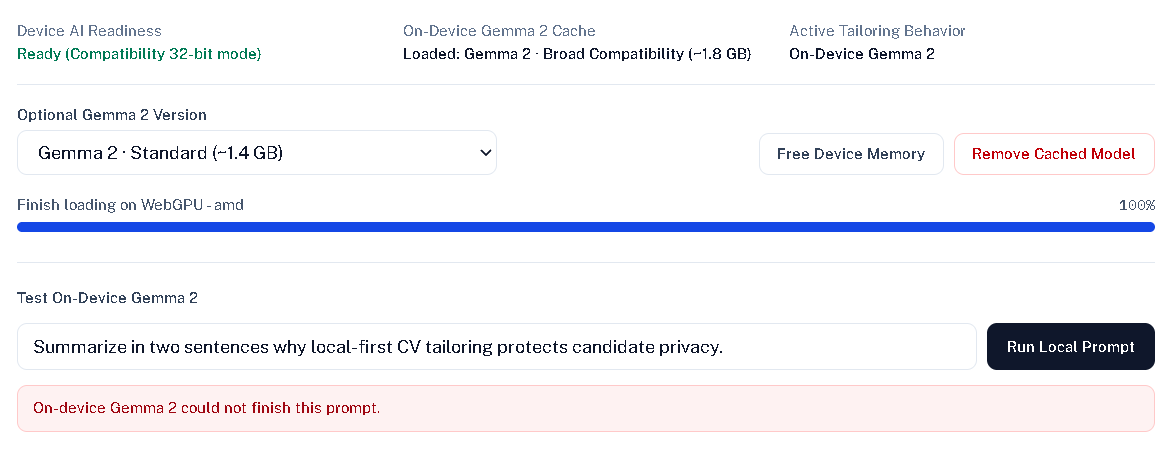 Device AI Readiness
Ready (Compatibility 32-bit mode)
On-Device Gemma 2 Cache
Loaded: Gemma 2 · Broad Compatibility (~1.8 GB)
Active Tailoring Behavior
On-Device Gemma 2
Optional Gemma 2 Version
Gemma 2 · Standard (~1.4 GB)
Free Device Memory
Remove Cached Model
Finish loading on WebGPU - amd
100%
Test On-Device Gemma 2
Summarize in two sentences why local-first CV tailoring protects candidate privacy.
Run Local Prompt
On-device Gemma 2 could not finish this prompt.